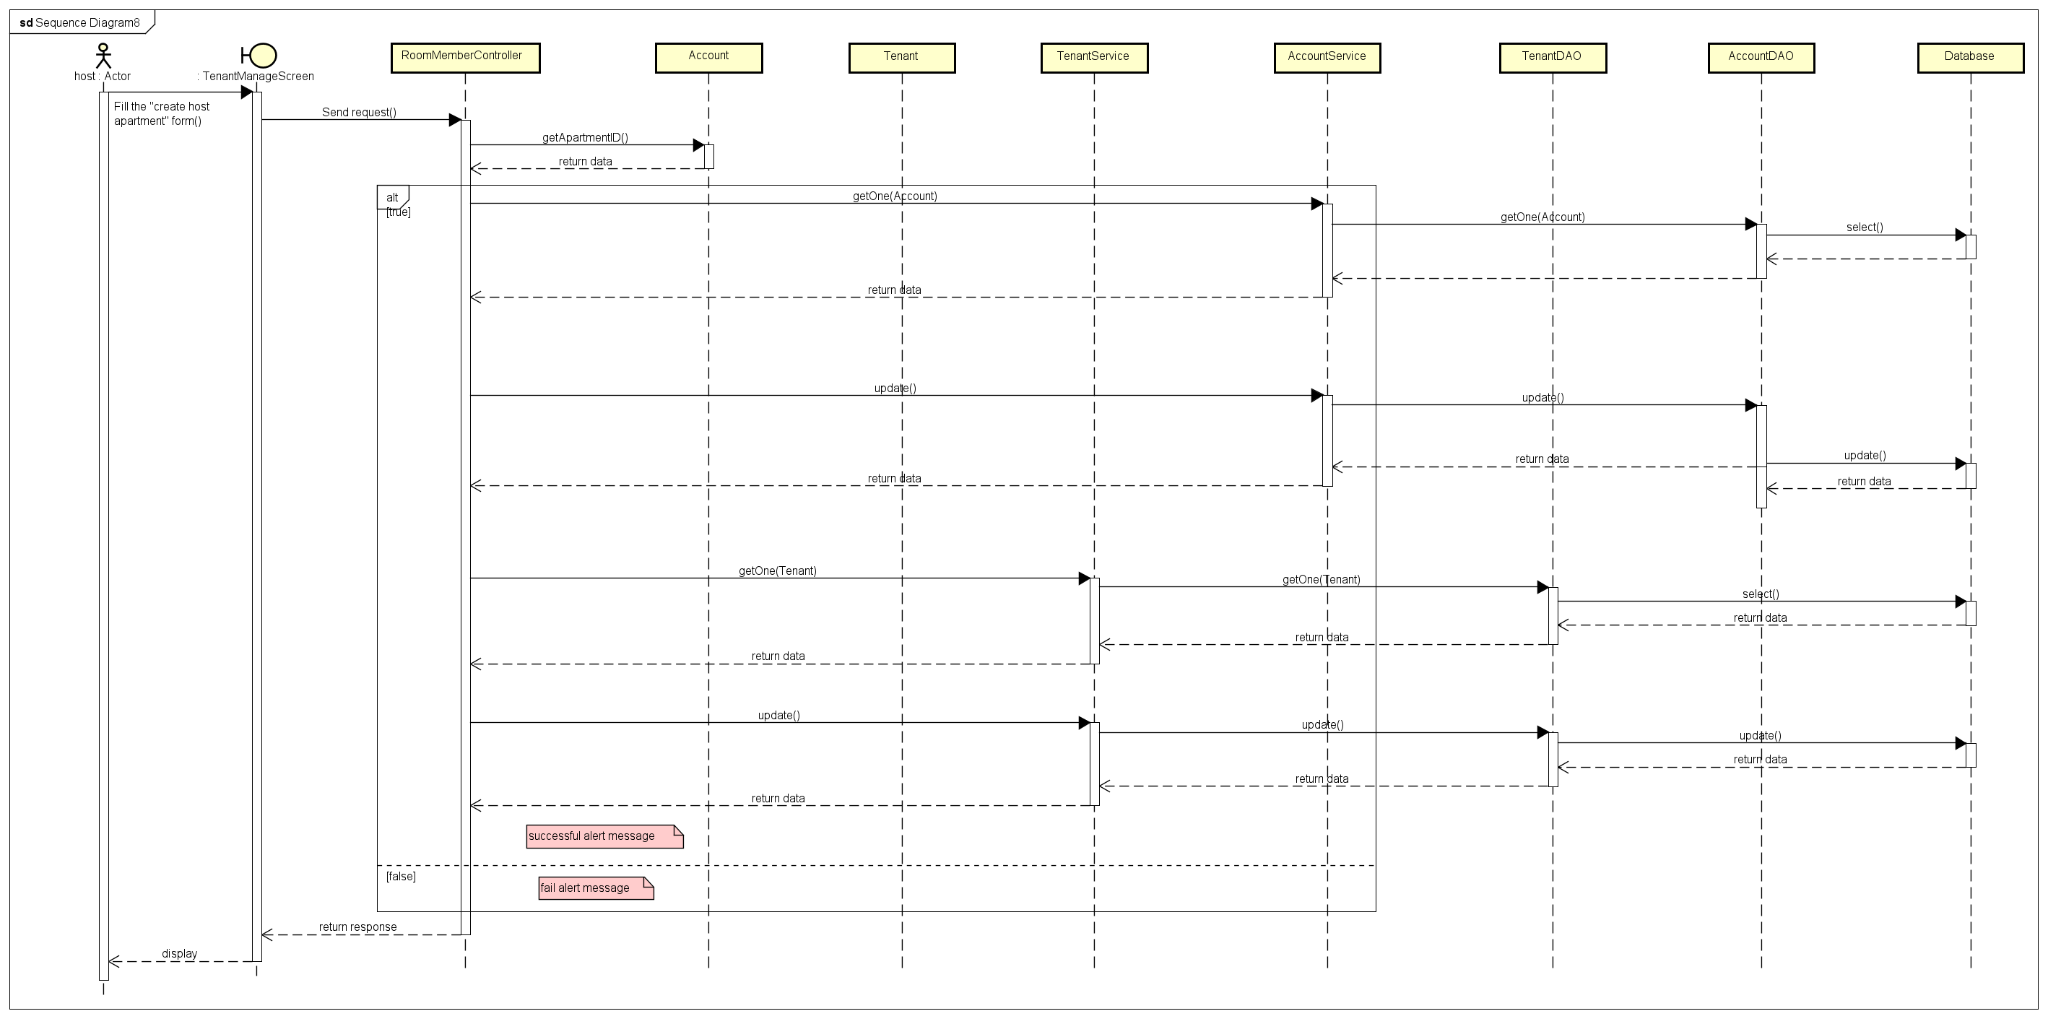 sd Sequence Diagram8
host : Actor
: TenantManageScreen
RoomMemberController
Account
Tenant
TenantService
AccountService
TenantDAO
AccountDAO
Database
Fill the "create host
apartment" form()
Send request()
getApartmentID()
return data
alt
[true]
getOne(Account)
getOne(Account)
select()
return data
update()
update()
update()
return data
return data
return data
getOne(Tenant)
getOne(Tenant)
select()
return data
return data
return data
update()
update()
update()
return data
return data
return data
successful alert message
[false]
fail alert message
return response
display